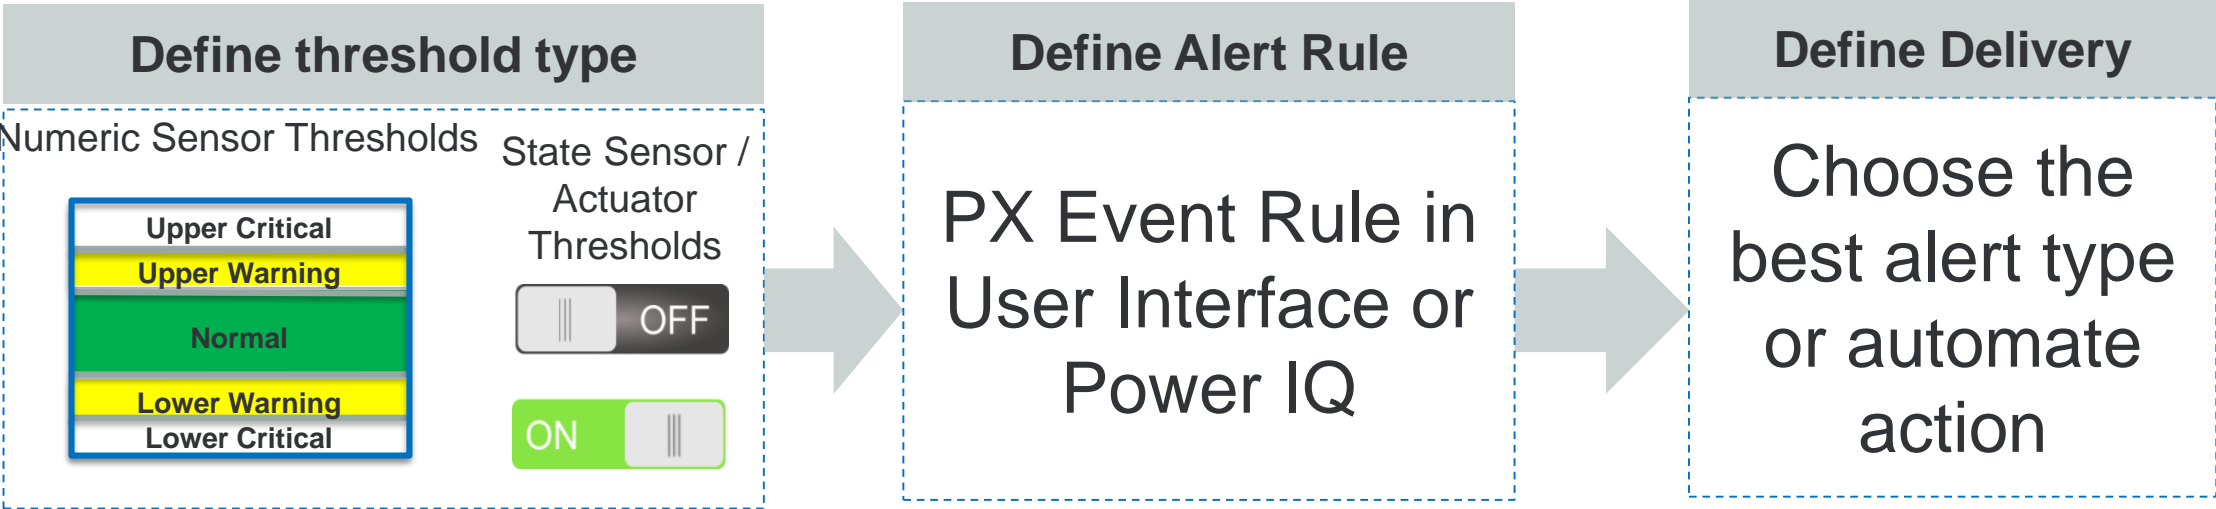 Define threshold type
Numeric Sensor Thresholds
Upper Critical
Upper Warning
Normal
Lower Warning
Lower Critical
State Sensor /
Actuator
Thresholds
OFF
ON
Define Alert Rule
PX Event Rule in
User Interface or
Power IQ
Define Delivery
Choose the
best alert type
or automate
action